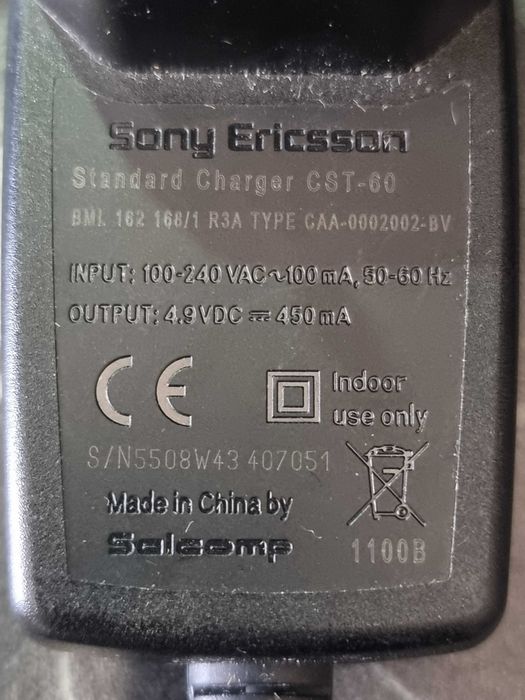 Sony Ericsson
Standard Charger CST-60
BML 162 168/1 R3A TYPE CAA-0002002-BV
INPUT: 100-240 VAC~100 mA, 50-60 Hz
OUTPUT: 4.9VDC ⎓ 450 mA
CE
Indoor
use only
S/N5508W43 407051
Made in China by
Salcomp
1100B